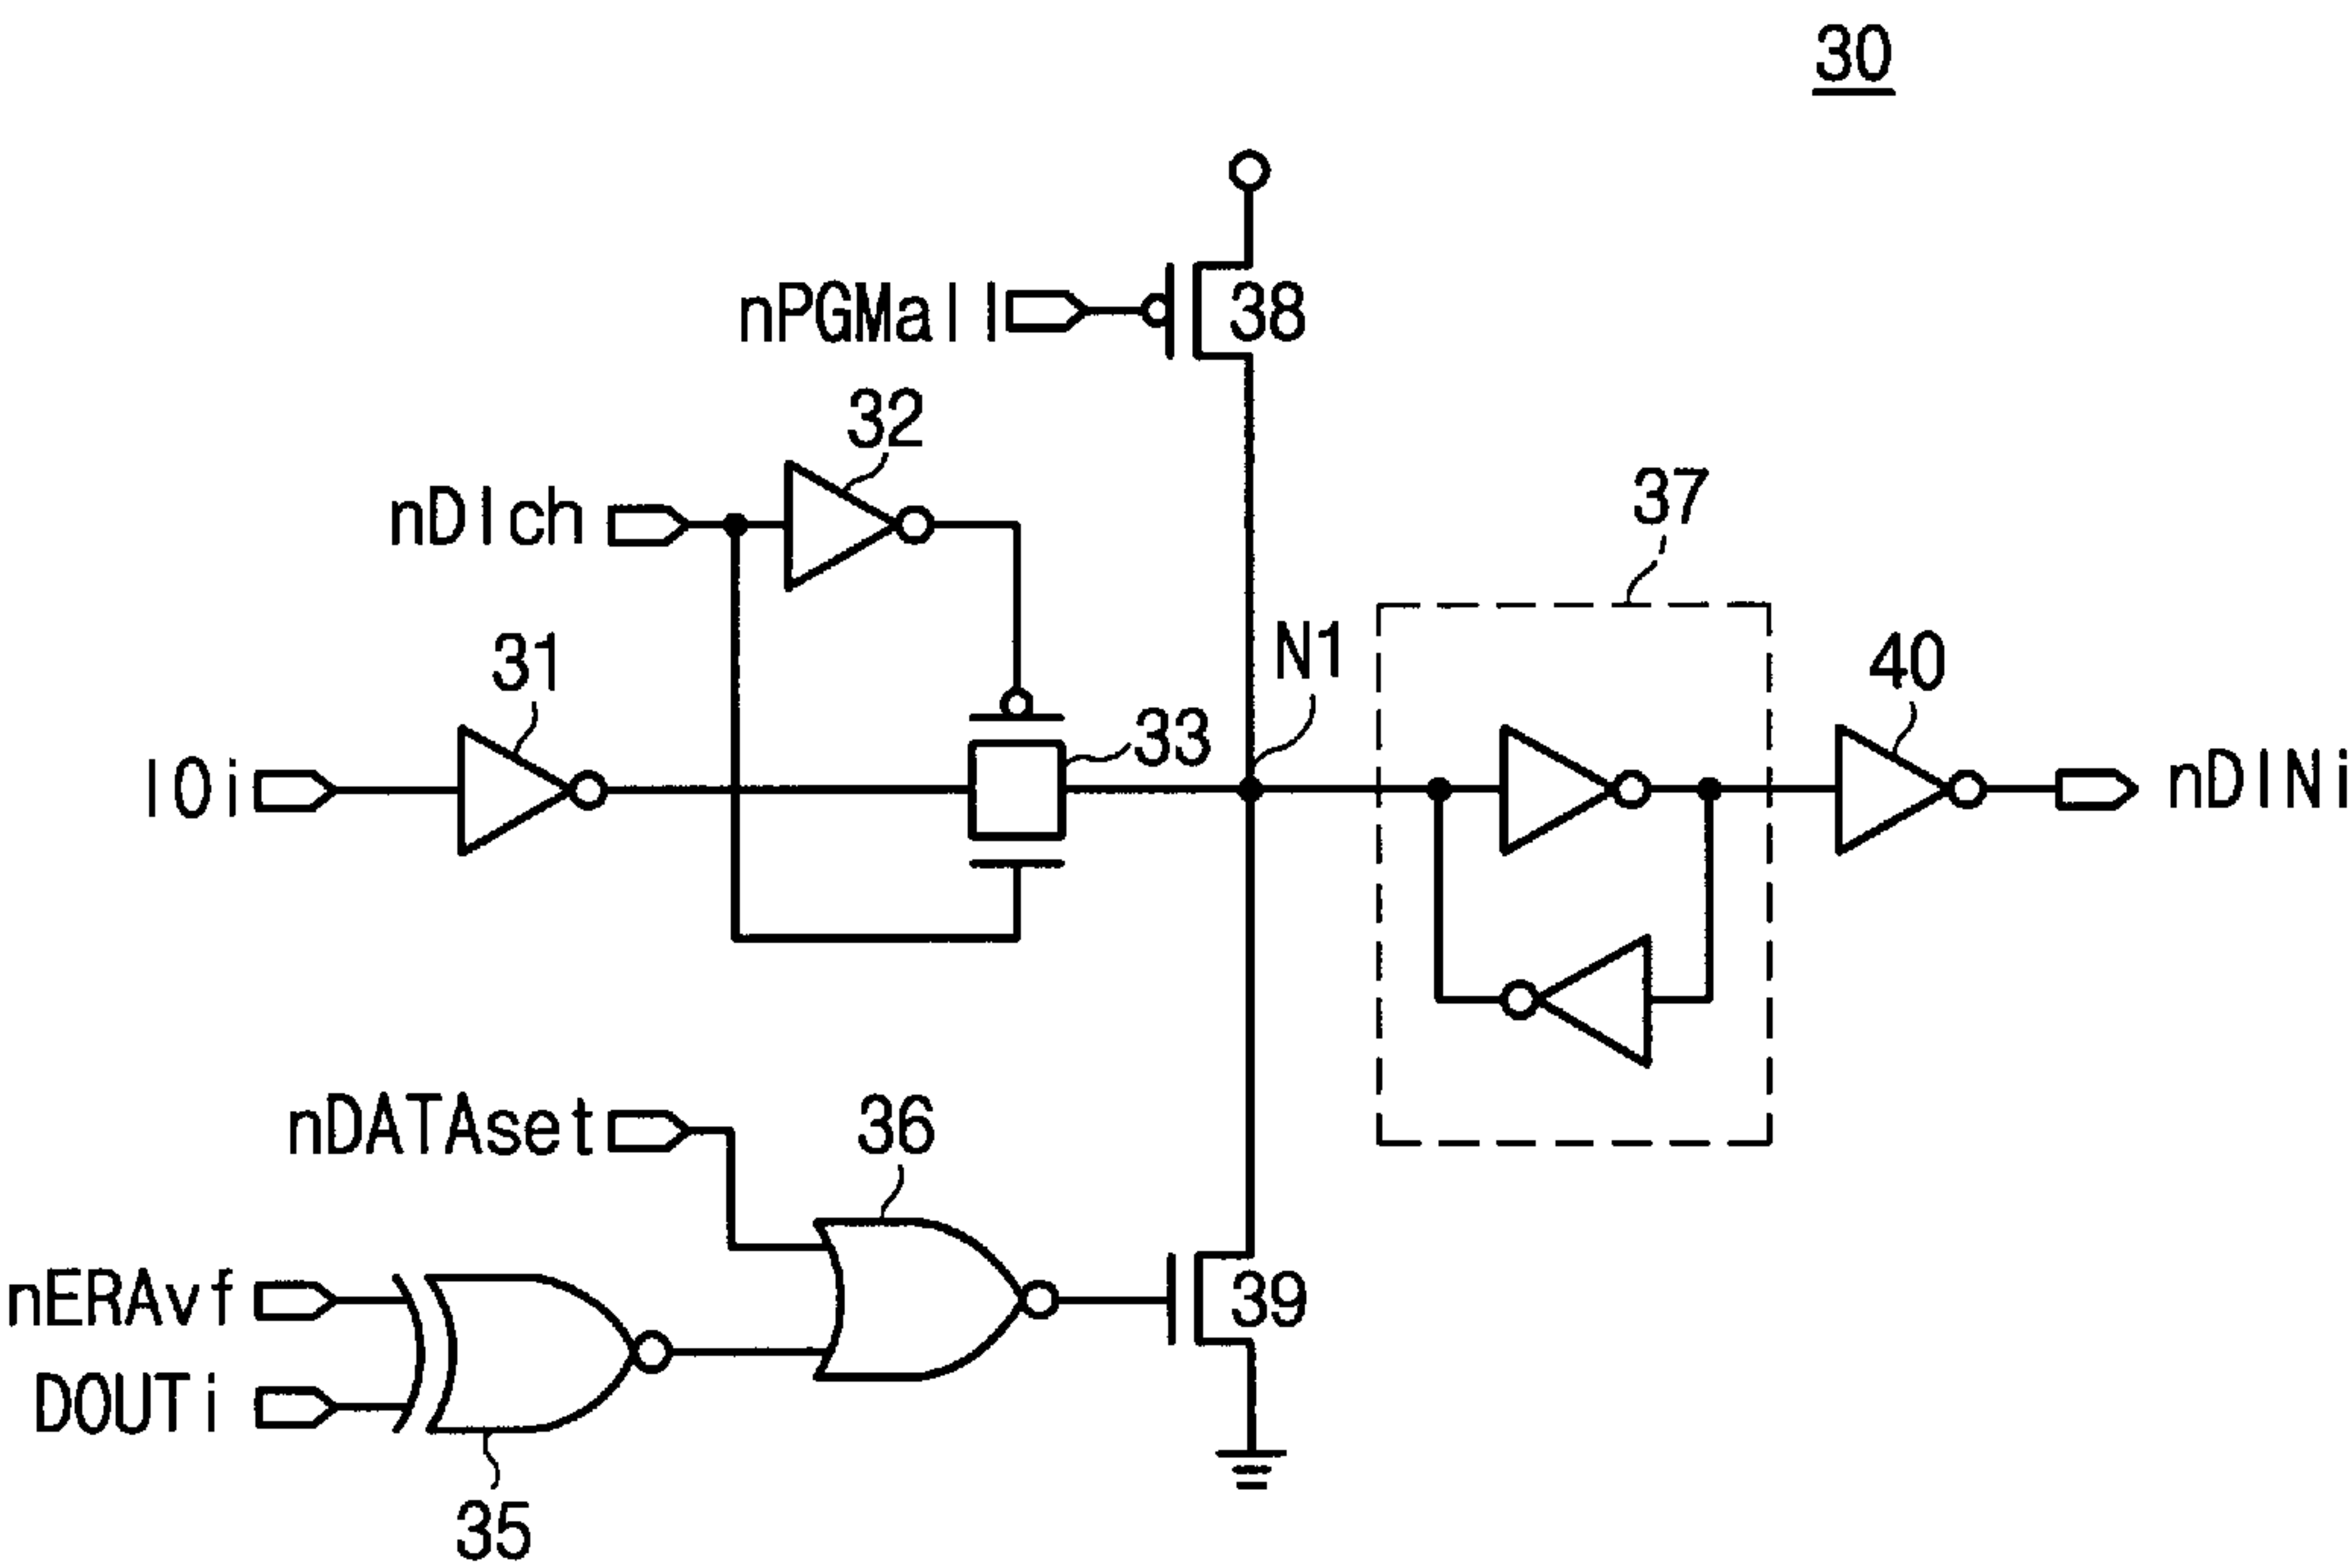 30
nPGMall
38
32
nDIch
37
N1
31
40
33
IOi
nDINi
nDATAset
36
nERAvf
39
DOUTi
35